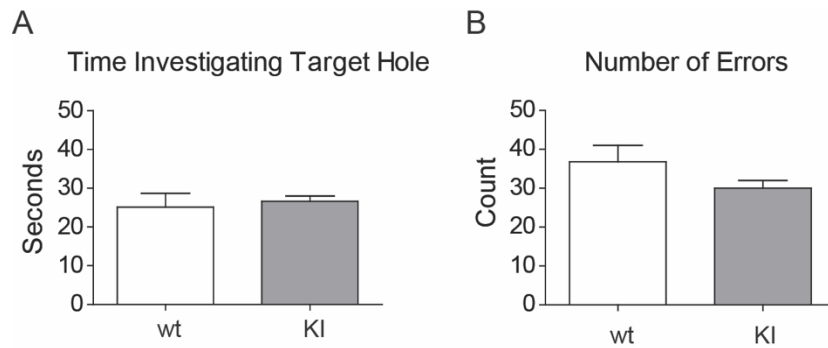 A
Time Investigating Target Hole
Seconds
50
40
30
20
10
0
wt
KI
B
Number of Errors
Count
50
40
30
20
10
0
wt
KI